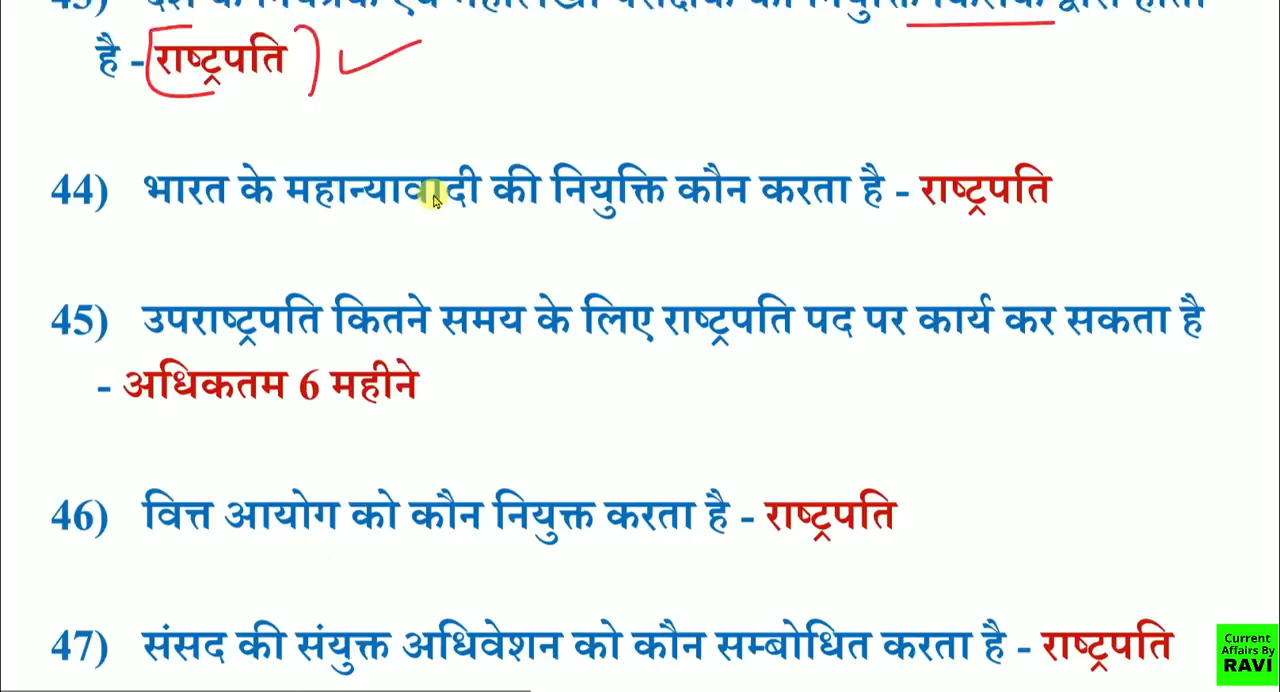 द्वारा होता
है - राष्ट्रपति
44) भारत के महान्यावादी की नियुक्ति कौन करता है - राष्ट्रपति
45) उपराष्ट्रपति कितने समय के लिए राष्ट्रपति पद पर कार्य कर सकता है
- अधिकतम 6 महीने
46) वित्त आयोग को कौन नियुक्त करता है - राष्ट्रपति
47) संसद की संयुक्त अधिवेशन को कौन सम्बोधित करता है - राष्ट्रपति
Current
Affairs By
RAVI